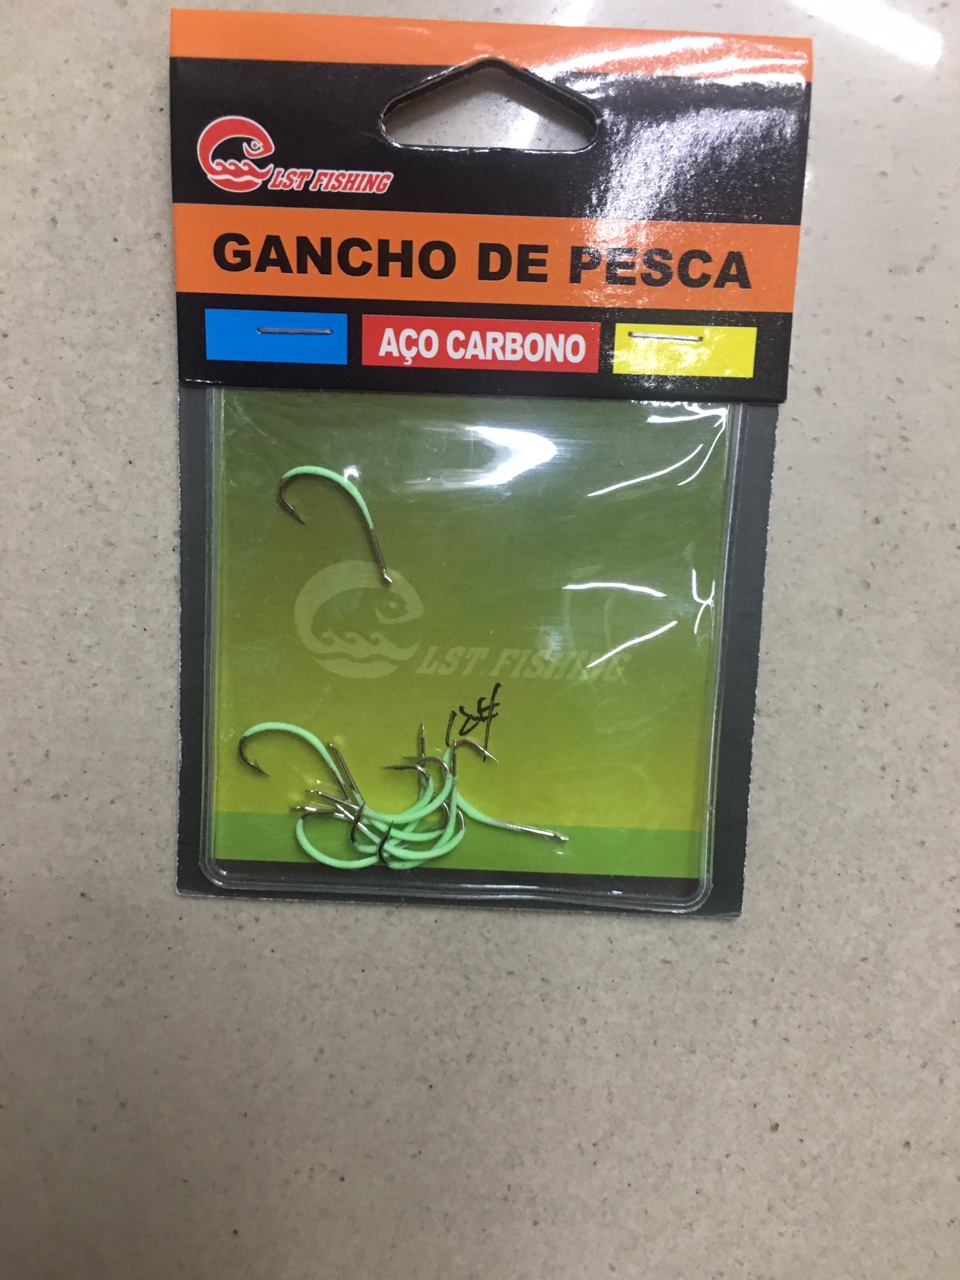 LST FISHING
GANCHO DE PESCA
AÇO CARBONO
LST FISHING
18#